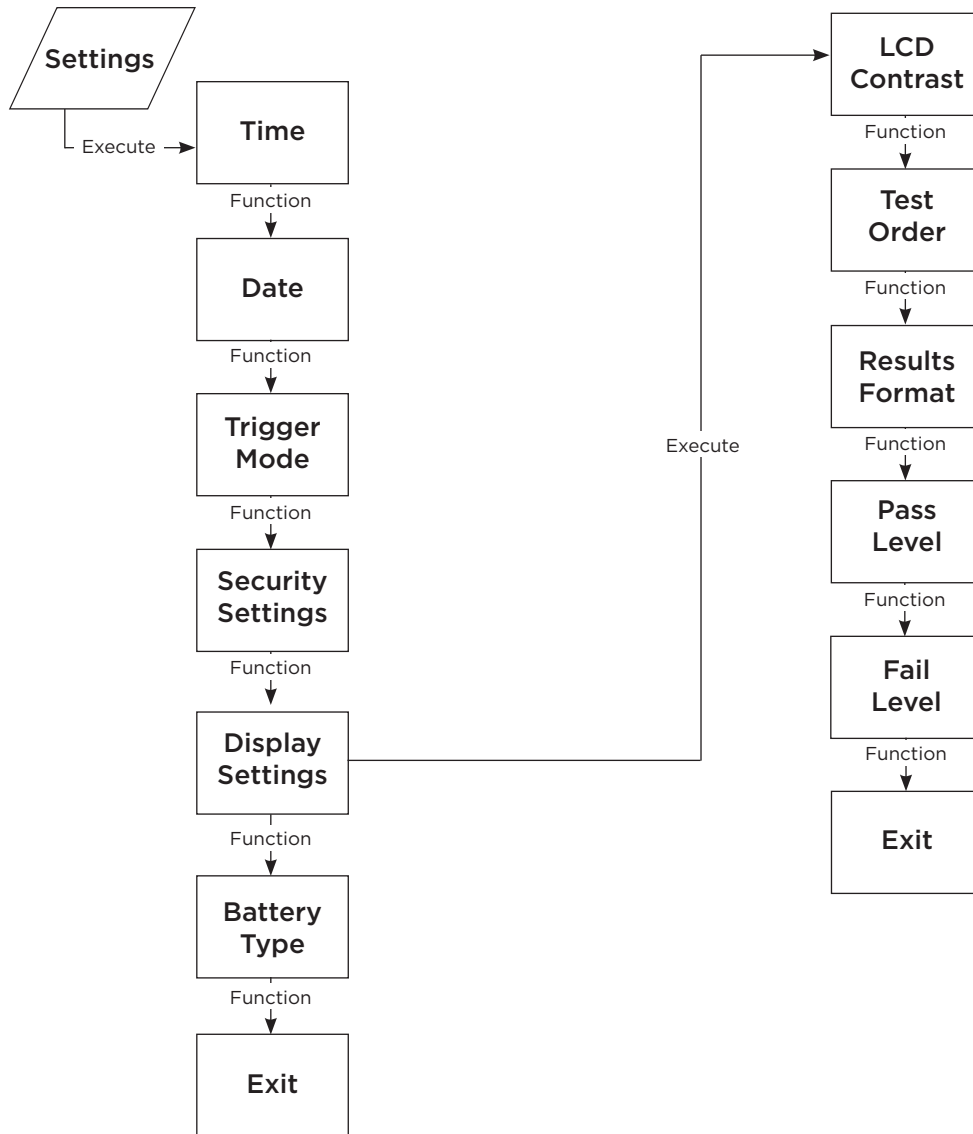 Settings
Execute
Time
Function
Date
Function
Trigger
Mode
Function
Security
Settings
Function
Display
Settings
Function
Battery
Type
Function
Exit
Execute
LCD
Contrast
Function
Test
Order
Function
Results
Format
Function
Pass
Level
Function
Fail
Level
Function
Exit